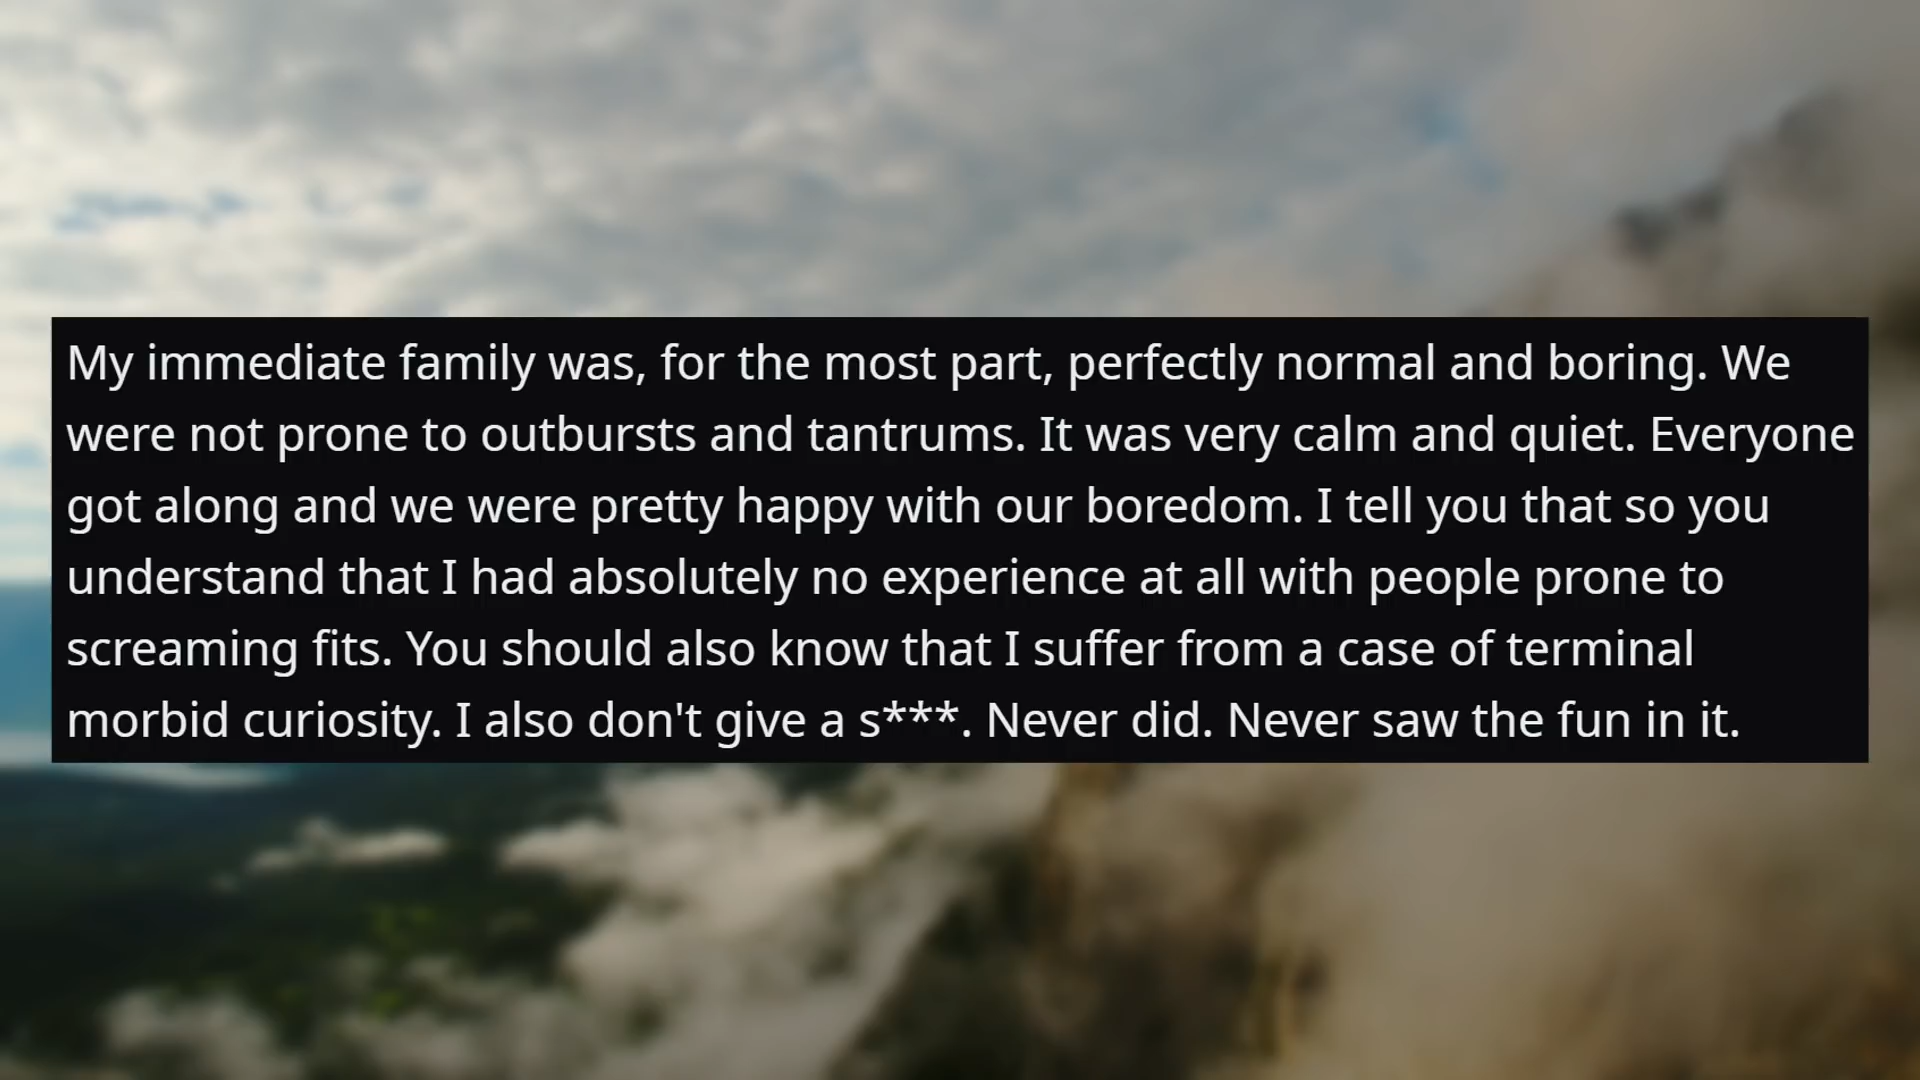 My immediate family was, for the most part, perfectly normal and boring. We
were not prone to outbursts and tantrums. It was very calm and quiet. Everyone
got along and we were pretty happy with our boredom. I tell you that so you
understand that I had absolutely no experience at all with people prone to
screaming fits. You should also know that I suffer from a case of terminal
morbid curiosity. I also don't give a s***. Never did. Never saw the fun in it.